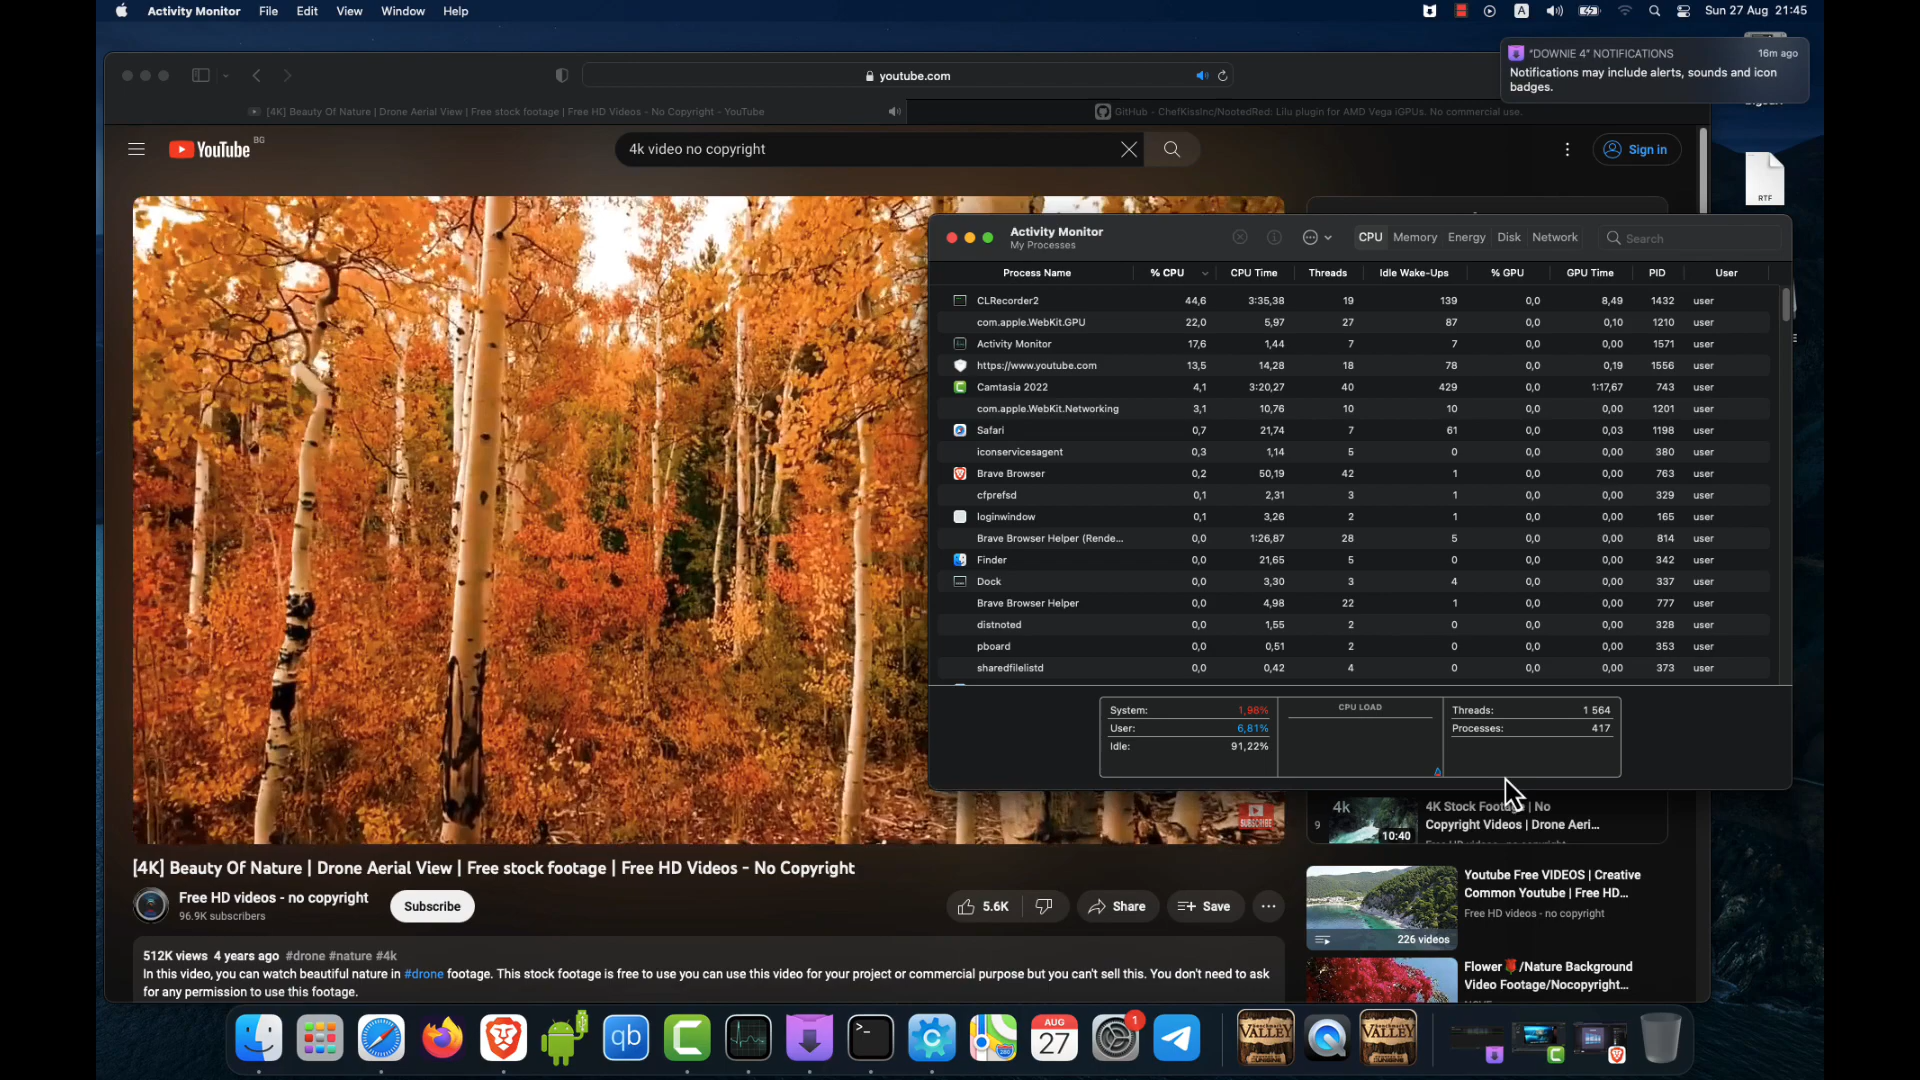 Activity Monitor File Edit View Window Help
A Sun 27 Aug 21:45
"DOWNIE 4" NOTIFICATIONS 16m ago
Notifications may include alerts, sounds and icon
badges.
youtube.com
[4K] Beauty Of Nature | Drone Aerial View | Free stock footage | Free HD Videos - No Copyright - YouTube
GitHub - ChefKissInc/NootedRed: Lilu plugin for AMD Vega iGPUs. No commercial use.
YouTube BG
4k video no copyright
Sign in
RTF
Activity Monitor
My Processes
CPU Memory Energy Disk Network Search
Process Name % CPU CPU Time Threads Idle Wake-Ups % GPU GPU Time PID User
CLRecorder2 44,6 3:35,38 19 139 0,0 8,49 1432 user
com.apple.WebKit.GPU 22,0 5,97 27 87 0,0 0,10 1210 user
Activity Monitor 17,6 1,44 7 7 0,0 0,00 1571 user
https://www.youtube.com 13,5 14,28 18 78 0,0 0,19 1556 user
Camtasia 2022 4,1 3:20,27 40 429 0,0 1:17,67 743 user
com.apple.WebKit.Networking 3,1 10,76 10 10 0,0 0,00 1201 user
Safari 0,7 21,74 7 61 0,0 0,03 1198 user
iconservicesagent 0,3 1,14 5 0 0,0 0,00 380 user
Brave Browser 0,2 50,19 42 1 0,0 0,00 763 user
cfprefsd 0,1 2,31 3 1 0,0 0,00 329 user
loginwindow 0,1 3,26 2 1 0,0 0,00 165 user
Brave Browser Helper (Rende... 0,0 1:26,87 28 5 0,0 0,00 814 user
Finder 0,0 21,65 5 0 0,0 0,00 342 user
Dock 0,0 3,30 3 4 0,0 0,00 337 user
Brave Browser Helper 0,0 4,98 22 1 0,0 0,00 777 user
distnoted 0,0 1,55 2 0 0,0 0,00 328 user
pboard 0,0 0,51 2 0 0,0 0,00 353 user
sharedfilelistd 0,0 0,42 4 0 0,0 0,00 373 user
System: 1,96% CPU LOAD Threads: 1 564
User: 6,81% Processes: 417
Idle: 91,22%
SUBSCRIBE
9 4k 10:40
4K Stock | No
Copyright Videos | Drone Aeri...
[4K] Beauty Of Nature | Drone Aerial View | Free stock footage | Free HD Videos - No Copyright
Free HD videos - no copyright
96.9K subscribers
Subscribe
5.6K Share Save
Youtube Free VIDEOS | Creative
Common Youtube | Free HD...
Free HD videos - no copyright
226 videos
512K views 4 years ago #drone #nature #4k
In this video, you can watch beautiful nature in #drone footage. This stock footage is free to use you can use this video for your project or commercial purpose but you can't sell this. You don't need to ask
for any permission to use this footage.
Flower🌹/Nature Background
Video Footage/Nocopyright...
qb
>_
AUG
27
1
VALLEY
VALLEY